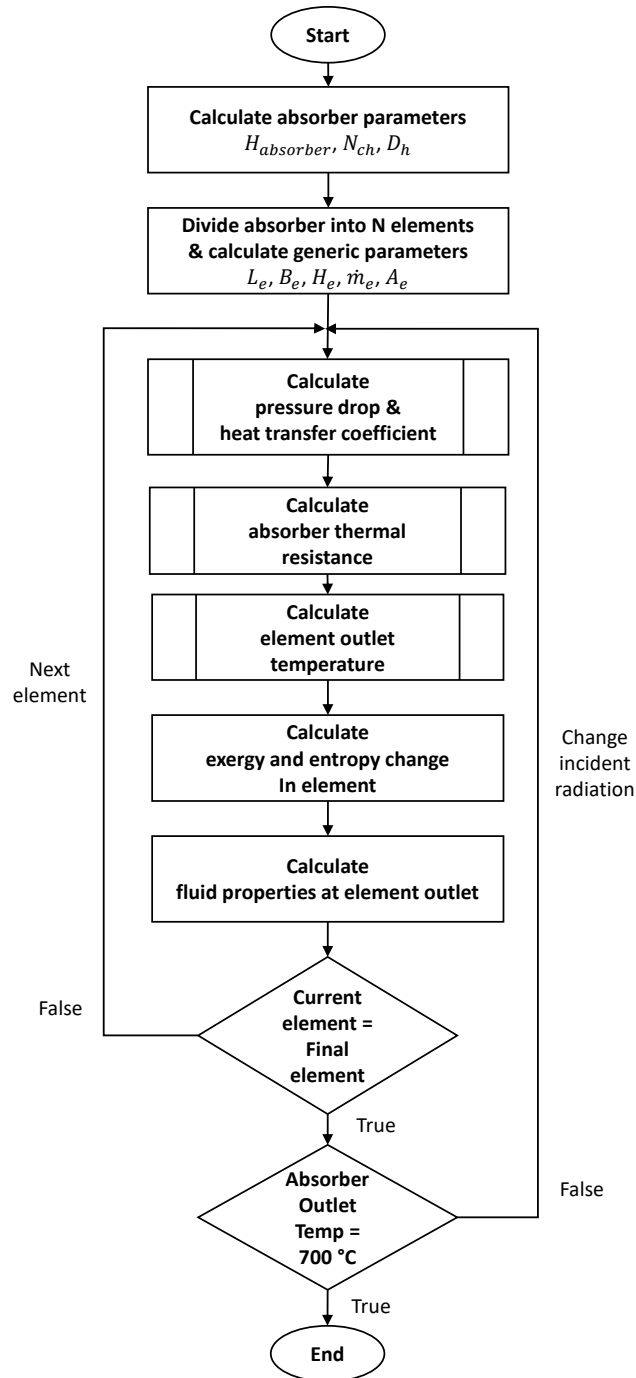 Start
Calculate absorber parameters
H_absorber, N_ch, D_h
Divide absorber into N elements
& calculate generic parameters
L_e, B_e, H_e, ṁ_e, A_e
Calculate
pressure drop &
heat transfer coefficient
Calculate
absorber thermal
resistance
Calculate
element outlet
temperature
Next
element
Calculate
exergy and entropy change
In element
Change
incident
radiation
Calculate
fluid properties at element outlet
False
Current
element =
Final
element
True
Absorber
Outlet
Temp =
700 °C
False
True
End